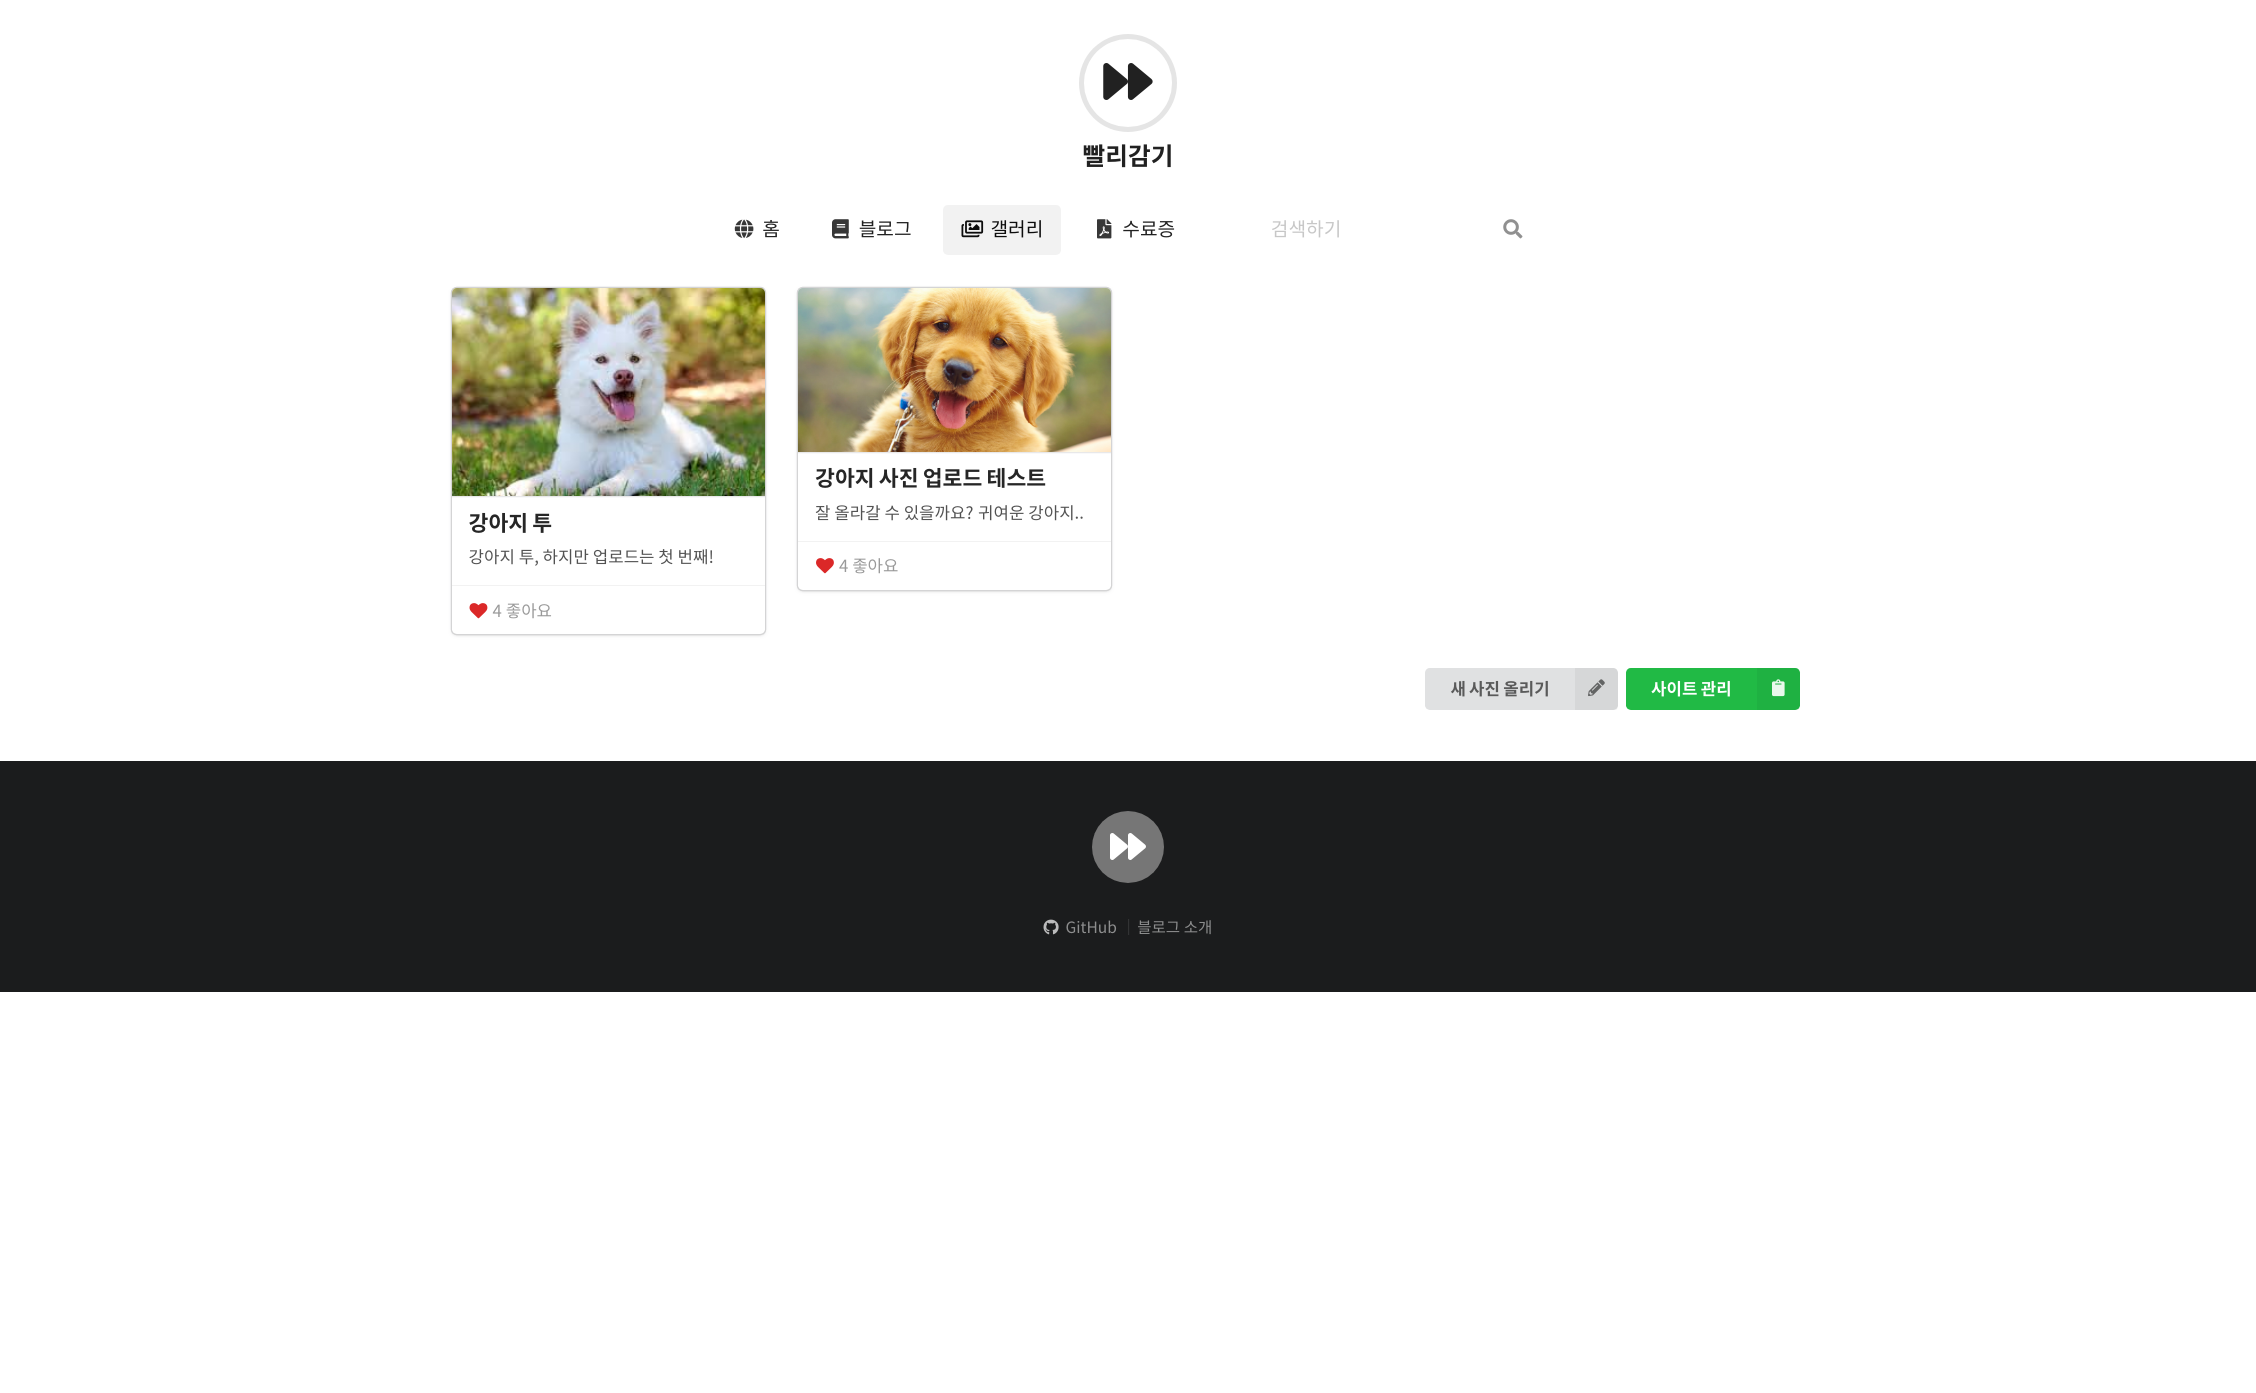 빨리감기
홈 블로그 갤러리 수료증 검색하기
강아지 투
강아지 투, 하지만 업로드는 첫 번째!
4 좋아요
강아지 사진 업로드 테스트
잘 올라갈 수 있을까요? 귀여운 강아지..
4 좋아요
새 사진 올리기 사이트 관리
GitHub 블로그 소개